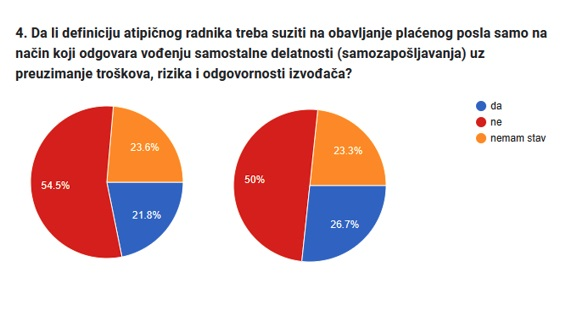 4. Da li definiciju atipičnog radnika treba suziti na obavljanje plaćenog posla samo na
način koji odgovara vođenju samostalne delatnosti (samozapošljavanja) uz
preuzimanje troškova, rizika i odgovornosti izvođača?
da
ne
nemam stav
23.6%
54.5%
21.8%
23.3%
50%
26.7%